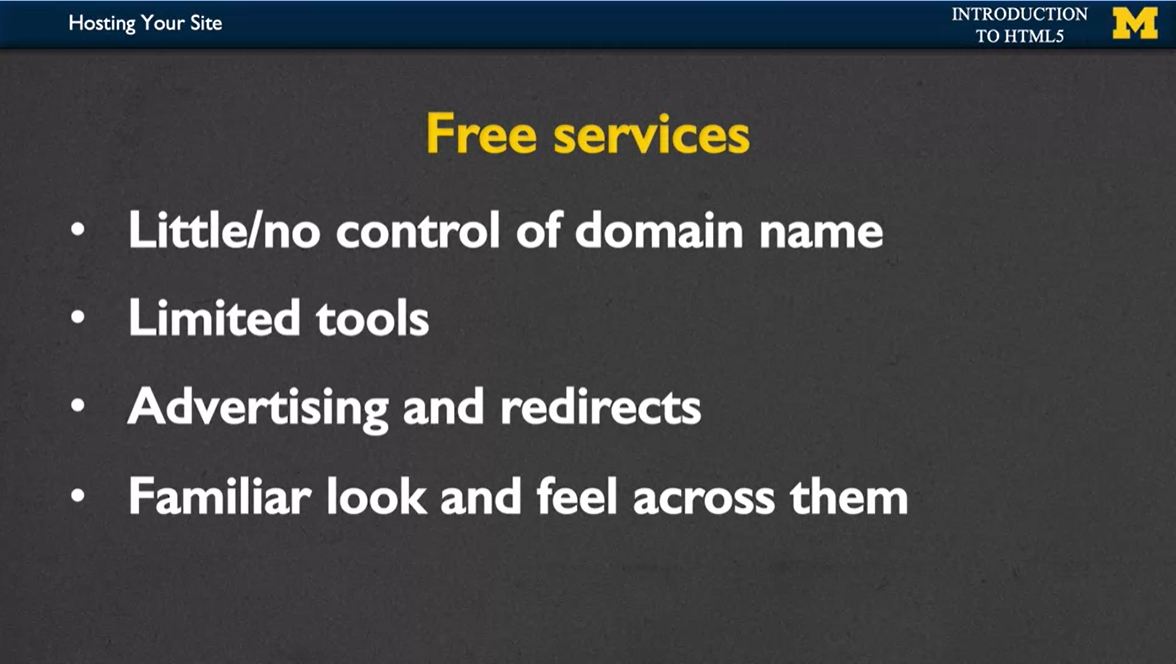 Hosting Your Site
INTRODUCTION
TO HTML5
M
Free services
• Little/no control of domain name
• Limited tools
• Advertising and redirects
• Familiar look and feel across them